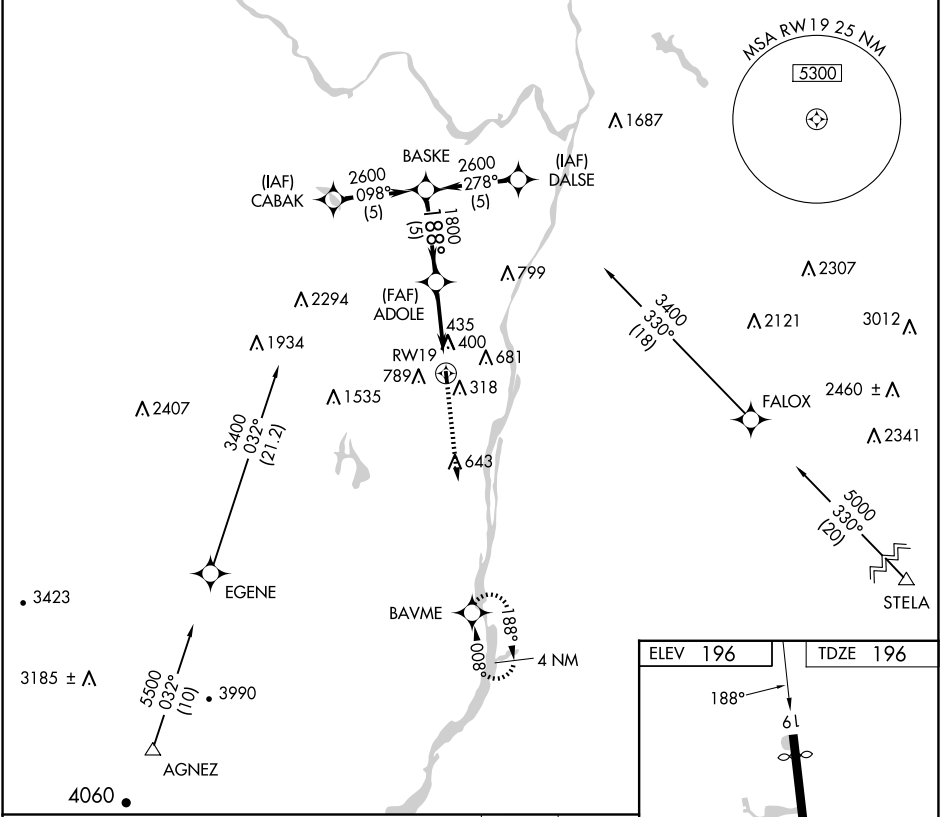 MSA RW19 25 NM
5300
1687
BASKE
(IAF)
CABAK
2600
098°
(5)
2600
278°
(5)
(IAF)
DALSE
188°
(5)
1800
799
2307
2294
(FAF)
ADOLE
3400
330°
(18)
2121
3012
1934
435
400
RW19
681
789
318
1535
2460 ±
2407
FALOX
3400
032°
(21.2)
2341
643
5000
330°
(20)
EGENE
STELA
3423
BAVME
188°
008°
4 NM
3185 ±
5500
032°
(10)
3990
AGNEZ
4060
ELEV 196
TDZE 196
188°
19